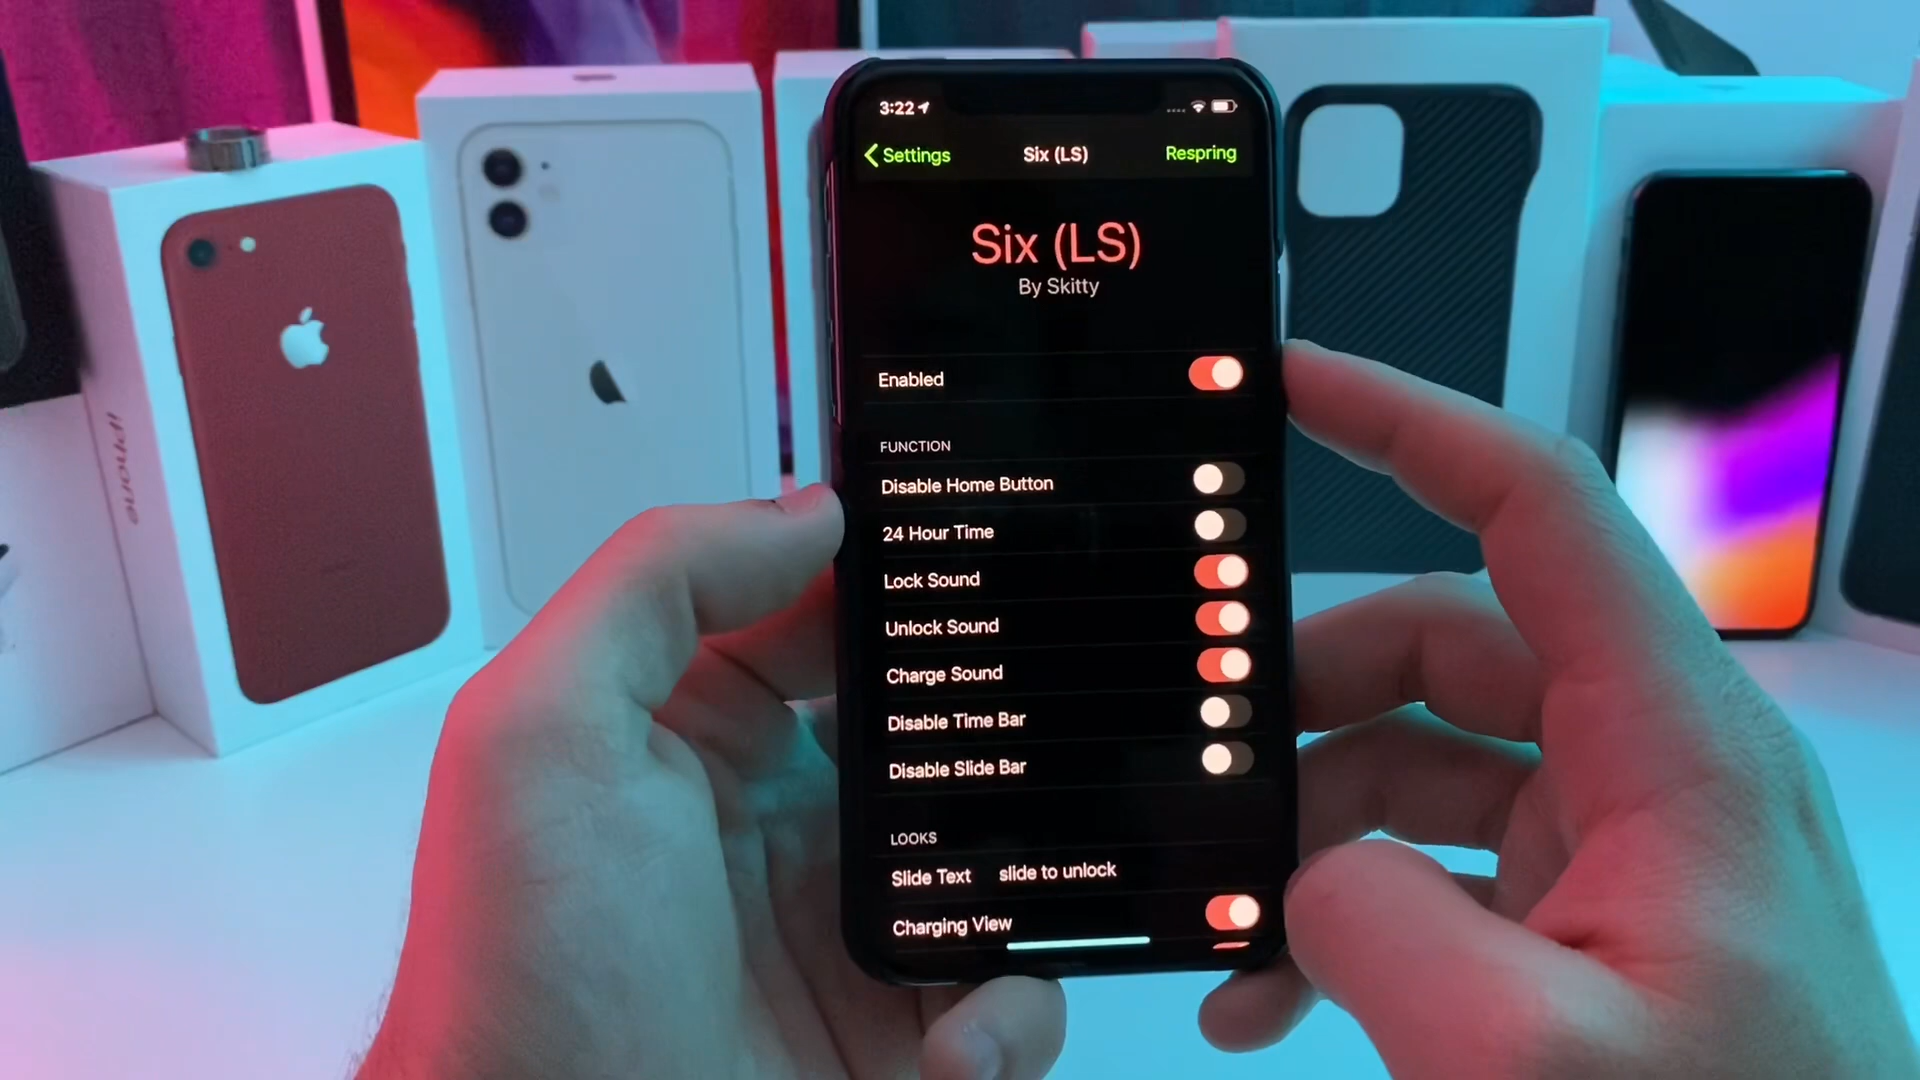 3:22
Settings
Six (LS)
Respring
Six (LS)
By Skitty
Enabled
FUNCTION
Disable Home Button
24 Hour Time
Lock Sound
Unlock Sound
Charge Sound
Disable Time Bar
Disable Slide Bar
LOOKS
Slide Text slide to unlock
Charging View
iPhone